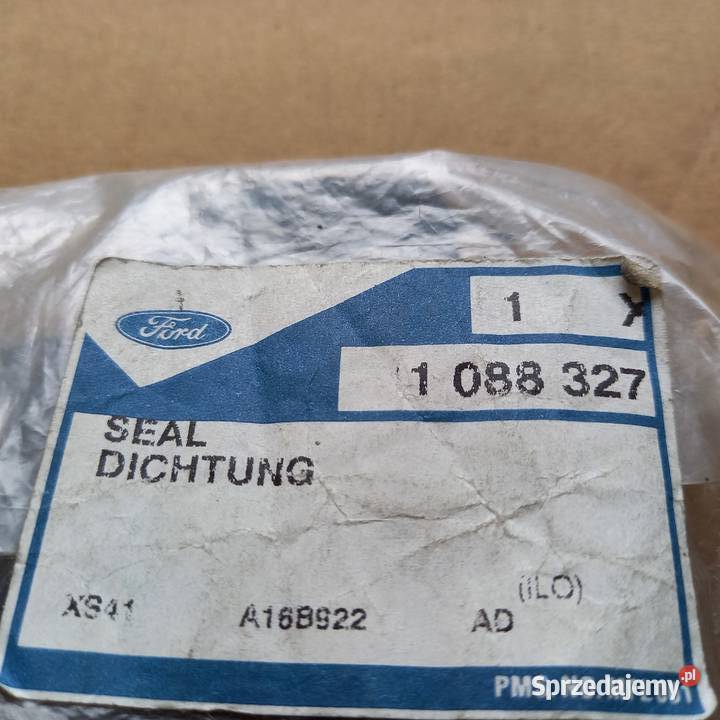 Ford
1 X
1 088 327
SEAL
DICHTUNG
(ILO)
XS41 A16B922 AD
Sprzedajemy.pl